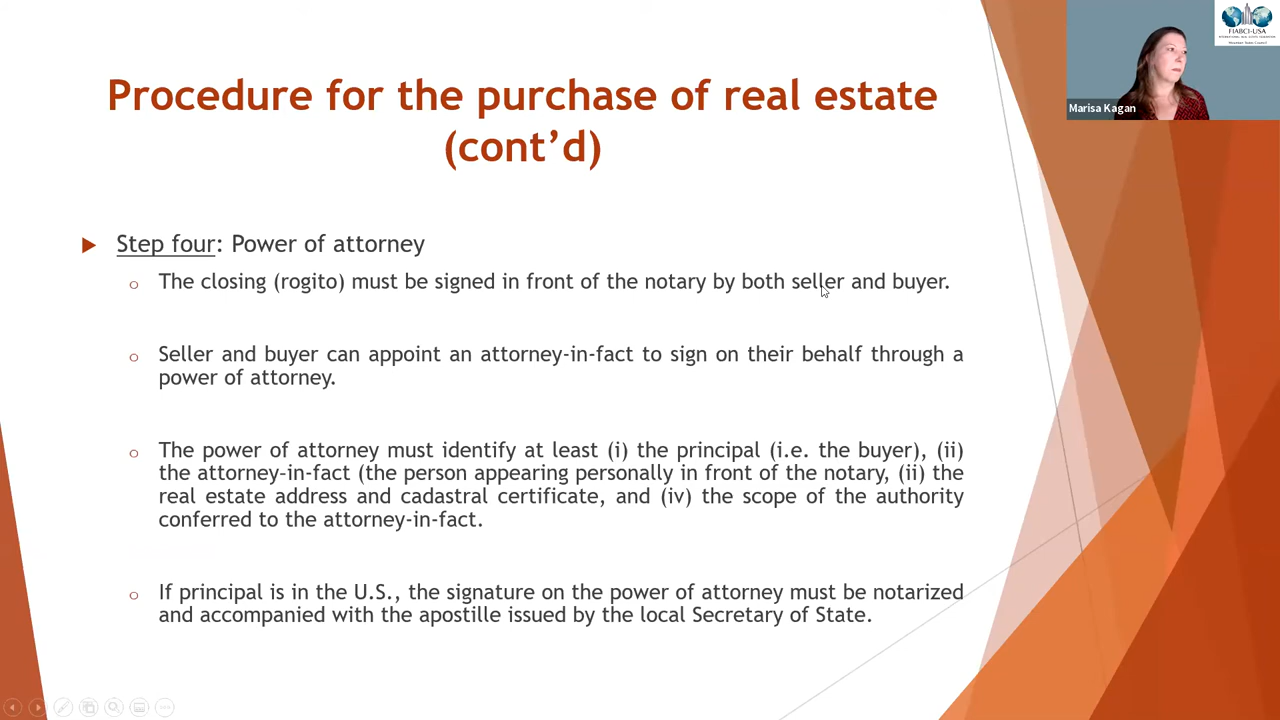 Procedure for the purchase of real estate
(cont’d)
Step four: Power of attorney
The closing (rogito) must be signed in front of the notary by both seller and buyer.
Seller and buyer can appoint an attorney-in-fact to sign on their behalf through a
power of attorney.
The power of attorney must identify at least (i) the principal (i.e. the buyer), (ii)
the attorney-in-fact (the person appearing personally in front of the notary, (ii) the
real estate address and cadastral certificate, and (iv) the scope of the authority
conferred to the attorney-in-fact.
If principal is in the U.S., the signature on the power of attorney must be notarized
and accompanied with the apostille issued by the local Secretary of State.
Marisa Kagan
FIABCI-USA